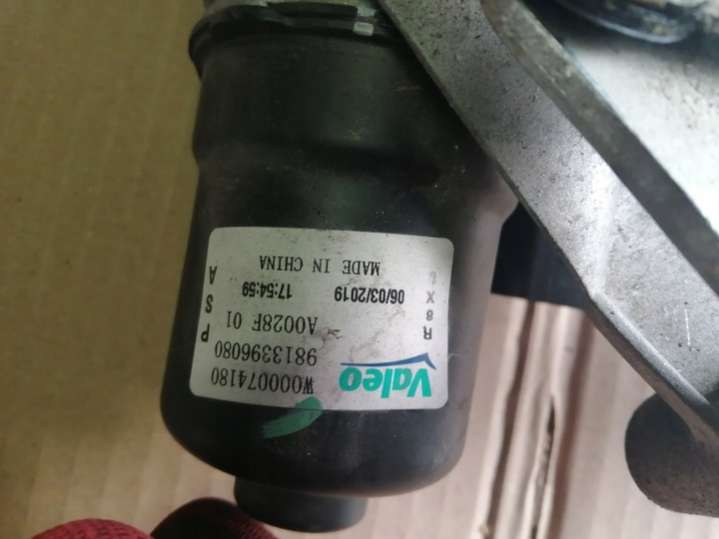 Valeo
W000074180
9813396080
A0028F 01
06/03/2019 17:54:59
MADE IN CHINA
P S A
R 8 X